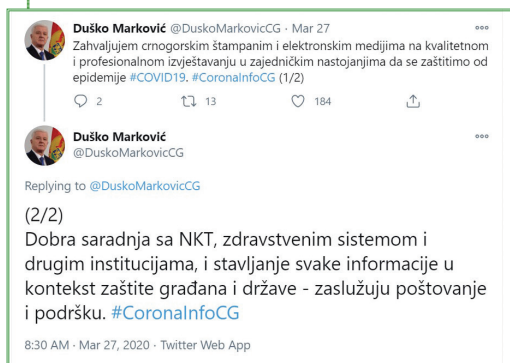 Duško Marković @DuskoMarkovicCG · Mar 27
Zahvaljujem crnogorskim štampanim i elektronskim medijima na kvalitetnom
i profesionalnom izvještavanju u zajedničkim nastojanjima da se zaštitimo od
epidemije #COVID19. #CoronaInfoCG (1/2)
2 13 184
Duško Marković
@DuskoMarkovicCG
Replying to @DuskoMarkovicCG
(2/2)
Dobra saradnja sa NKT, zdravstvenim sistemom i
drugim institucijama, i stavljanje svake informacije u
kontekst zaštite građana i države - zaslužuju poštovanje
i podršku. #CoronaInfoCG
8:30 AM · Mar 27, 2020 · Twitter Web App